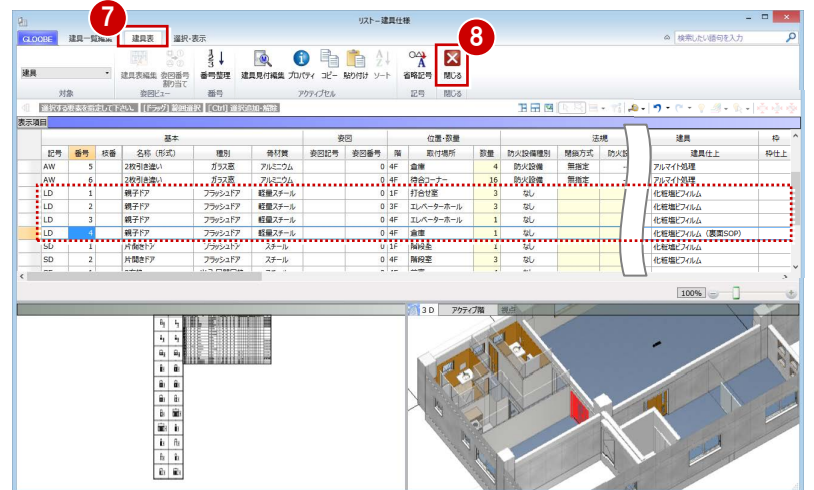 リスト－建具仕様
7
8
GLOOBE 建具一覧編集 建具表 選択・表示 検索したい語句を入力
建具 建具表編集 姿図番号割り当て 番号整理 建具見付編集 プロパティ コピー 貼り付け ソート 省略記号 閉じる
対象 姿図ビュー 番号 アクティブセル 記号 閉じる
選択する要素を指定して下さい。 [ドラッグ] 範囲選択 [Ctrl] 選択追加・解除
表示項目
基本 姿図 位置・数量 法規 建具 枠
記号 番号 枝番 名称（形式） 種別 骨材質 姿図記号 姿図番号 階 取付場所 数量 防火設備種別 閉鎖方式 防火設 建具仕上 枠仕上
AW 5 2枚引き違い ガラス窓 アルミニウム 0 4F 倉庫 4 防火設備 無指定 - アルマイト処理
AW 6 2枚引き違い ガラス窓 アルミニウム 0 4F 待合コーナー 16 防火設備 無指定 - アルマイト処理
LD 1 親子ドア フラッシュドア 軽量スチール 0 1F 打合せ室 3 なし 化粧塩ビフィルム
LD 2 親子ドア フラッシュドア 軽量スチール 0 3F エレベーターホール 3 なし 化粧塩ビフィルム
LD 3 親子ドア フラッシュドア 軽量スチール 0 4F エレベーターホール 1 なし 化粧塩ビフィルム
LD 4 親子ドア フラッシュドア 軽量スチール 0 4F 倉庫 1 なし 化粧塩ビフィルム（裏面SOP）
SD 1 片開きドア フラッシュドア スチール 0 1F 階段室 1 なし 化粧塩ビフィルム
SD 2 片開きドア フラッシュドア スチール 0 4F 階段室 3 なし 化粧塩ビフィルム
100%
3D アクティブ階 視点